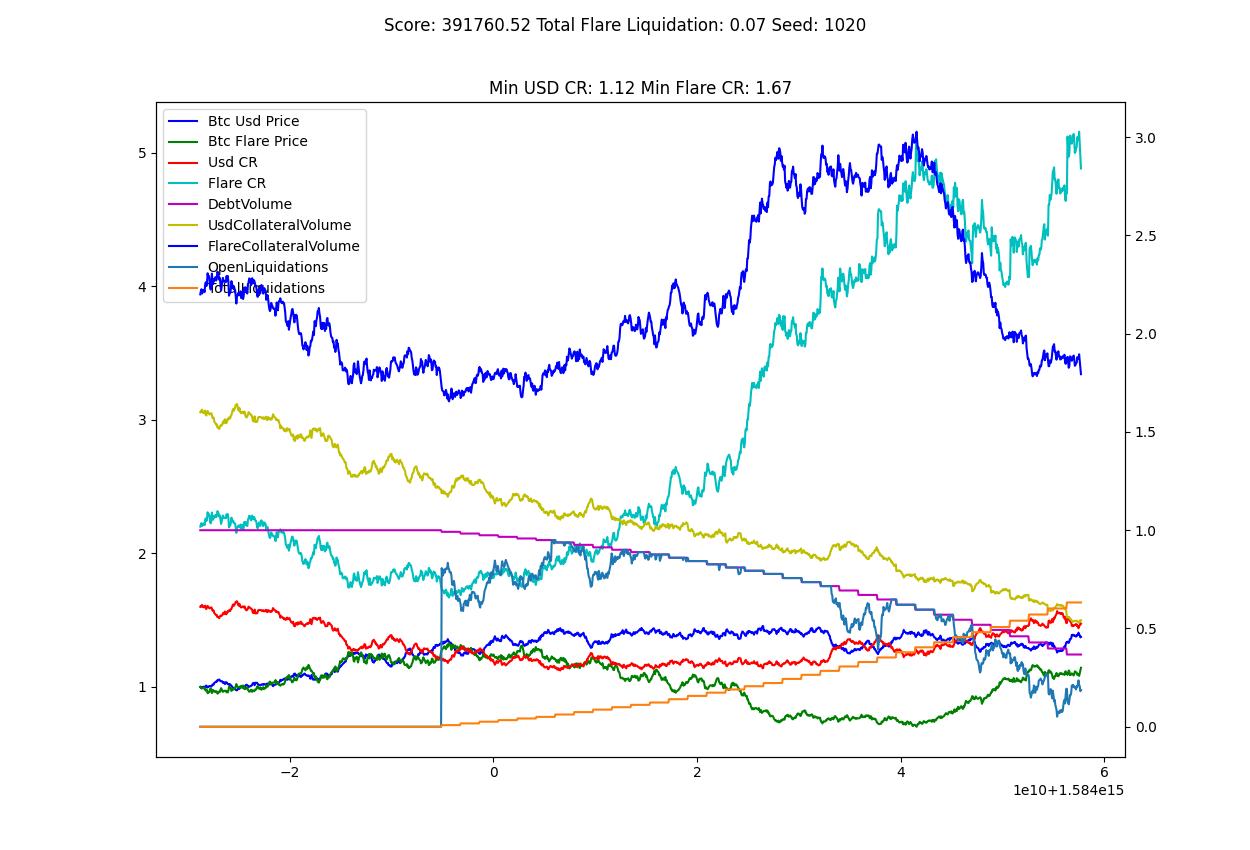 Score: 391760.52 Total Flare Liquidation: 0.07 Seed: 1020
Min USD CR: 1.12 Min Flare CR: 1.67
Btc Usd Price
Btc Flare Price
Usd CR
Flare CR
DebtVolume
UsdCollateralVolume
FlareCollateralVolume
OpenLiquidations
TotalLiquidations
5
4
3
2
1
3.0
2.5
2.0
1.5
1.0
0.5
0.0
−2
0
2
4
6
1e10+1.584e15